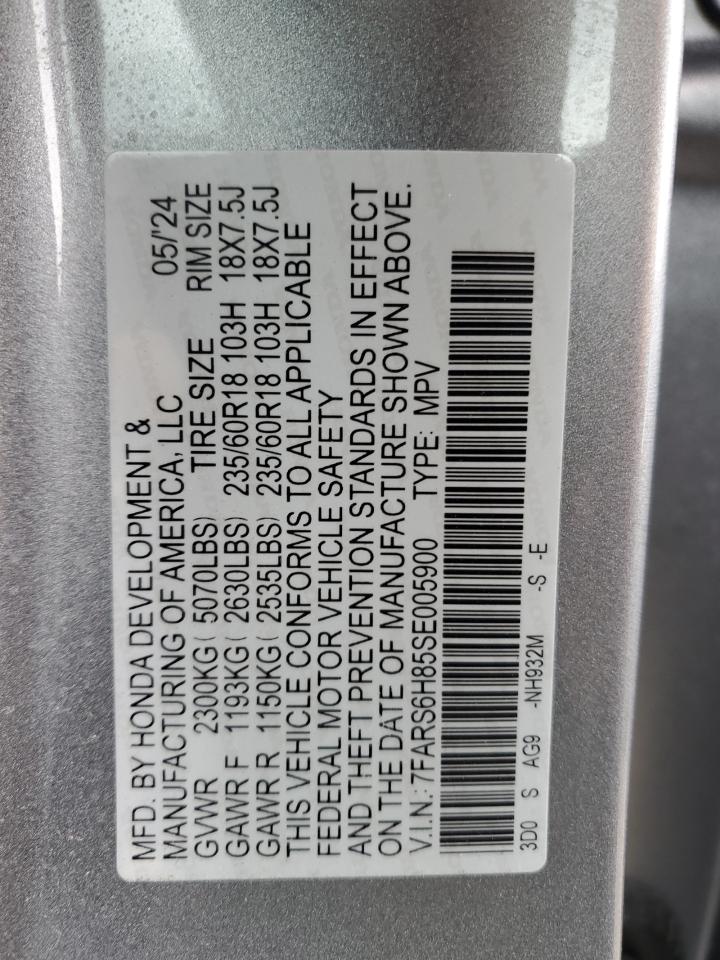 MFD. BY HONDA DEVELOPMENT &
MANUFACTURING OF AMERICA, LLC 05/'24
GVWR 2300KG( 5070LBS) TIRE SIZE RIM SIZE
GAWR F 1193KG( 2630LBS) 235/60R18 103H 18X7.5J
GAWR R 1150KG( 2535LBS) 235/60R18 103H 18X7.5J
THIS VEHICLE CONFORMS TO ALL APPLICABLE
FEDERAL MOTOR VEHICLE SAFETY
AND THEFT PREVENTION STANDARDS IN EFFECT
ON THE DATE OF MANUFACTURE SHOWN ABOVE.
V.I.N.: 7FARS6H85SE005900 TYPE: MPV
3D0 S AG9 -NH932M -S -E